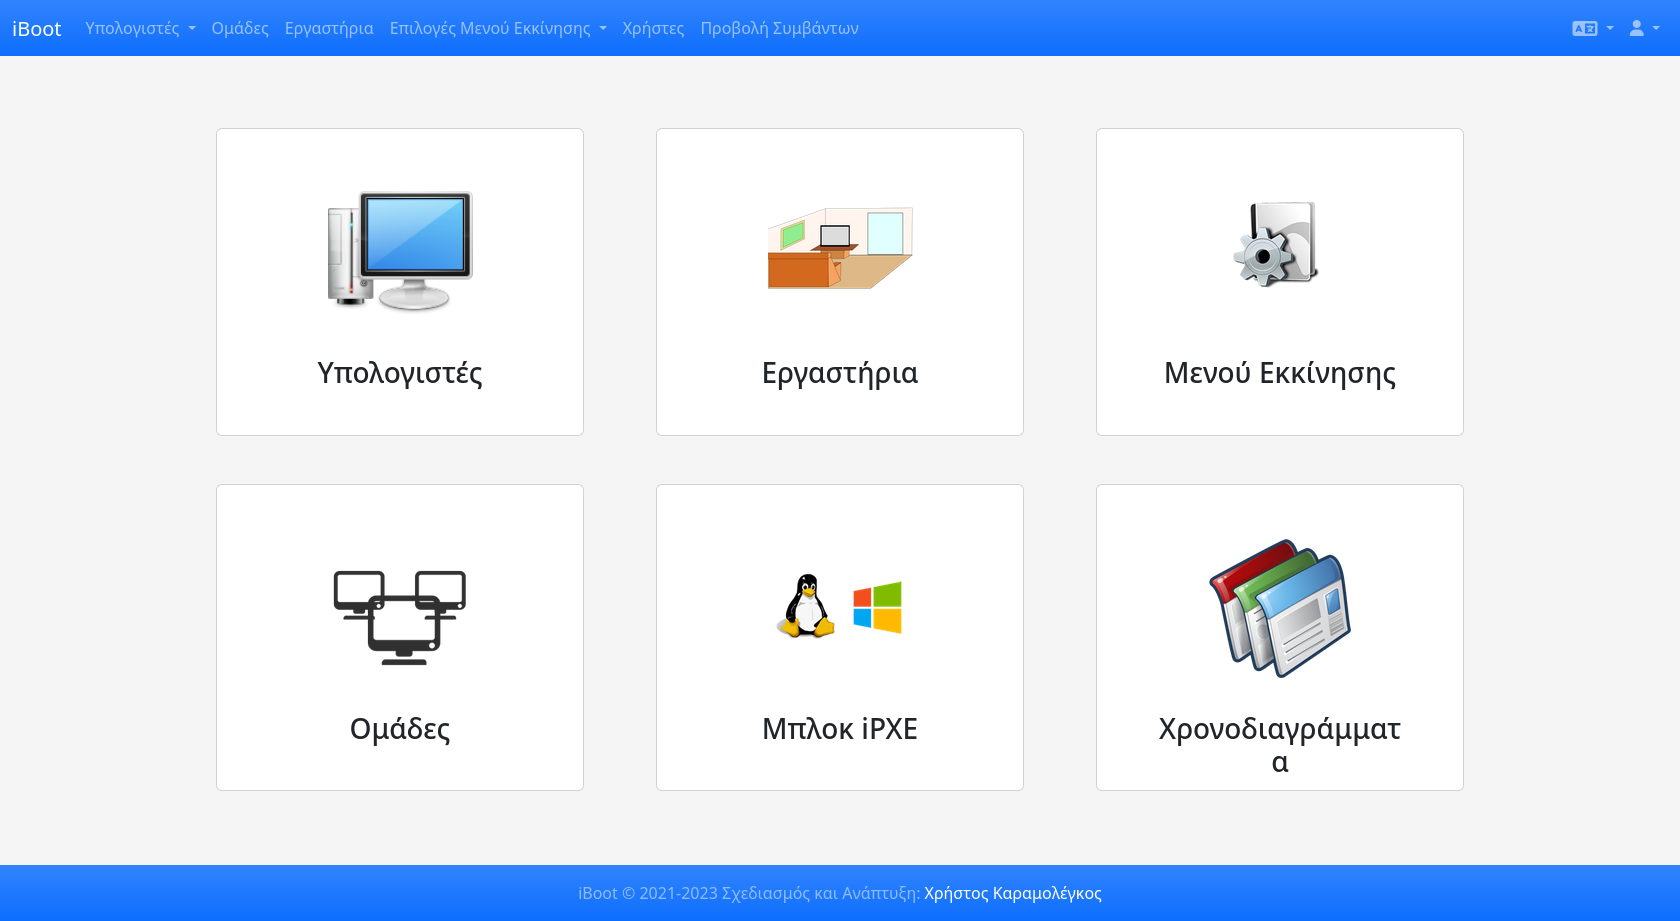 iBoot Υπολογιστές Ομάδες Εργαστήρια Επιλογές Μενού Εκκίνησης Χρήστες Προβολή Συμβάντων
Υπολογιστές
Εργαστήρια
Μενού Εκκίνησης
Ομάδες
Μπλοκ iPXE
Χρονοδιαγράμματ
α
iBoot © 2021-2023 Σχεδιασμός και Ανάπτυξη: Χρήστος Καραμολέγκος